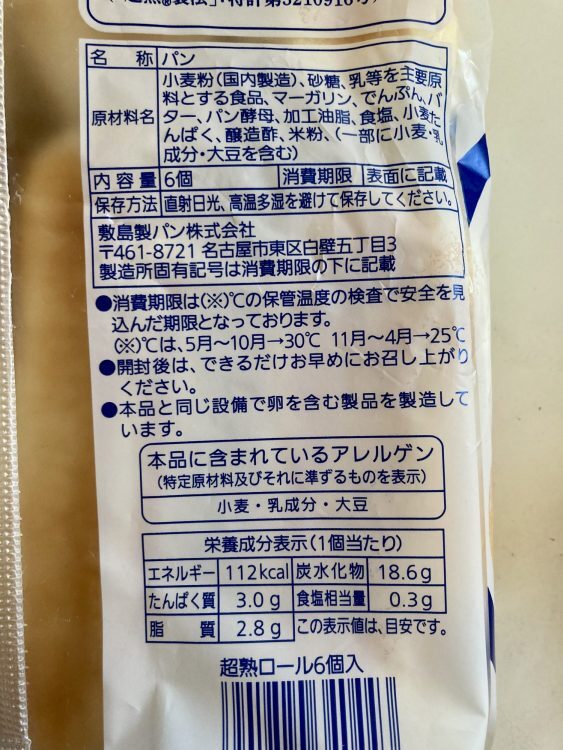 「超熟®製法」:特許第3210916号
名 称 パン
原材料名 小麦粉(国内製造)、砂糖、乳等を主要原
料とする食品、マーガリン、でんぷん、バ
ター、パン酵母、加工油脂、食塩、小麦た
んぱく、醸造酢、米粉、(一部に小麦・乳
成分・大豆を含む)
内容量 6個 消費期限 表面に記載
保存方法 直射日光、高温多湿を避けて保存してください。
敷島製パン株式会社
〒461-8721 名古屋市東区白壁五丁目3
製造所固有記号は消費期限の下に記載
●消費期限は(※)℃の保管温度の検査で安全を見
込んだ期限となっております。
(※)℃は、5月〜10月→30℃ 11月〜4月→25℃
●開封後は、できるだけお早めにお召し上がり
ください。
●本品と同じ設備で卵を含む製品を製造して
います。
本品に含まれているアレルゲン
(特定原材料及びそれに準ずるものを表示)
小麦・乳成分・大豆
栄養成分表示(1個当たり)
エネルギー 112kcal 炭水化物 18.6g
たんぱく質 3.0g 食塩相当量 0.3g
脂 質 2.8g この表示値は、目安です。
超熟ロール6個入